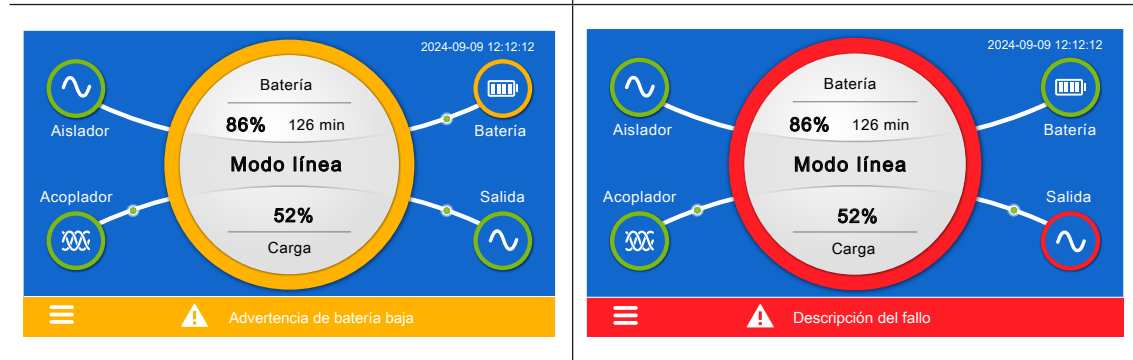 2024-09-09 12:12:12
Aislador
Batería
Batería
86% 126 min
Modo línea
Acoplador
Salida
52%
Carga
Advertencia de batería baja
2024-09-09 12:12:12
Aislador
Batería
Batería
86% 126 min
Modo línea
Acoplador
Salida
52%
Carga
Descripción del fallo